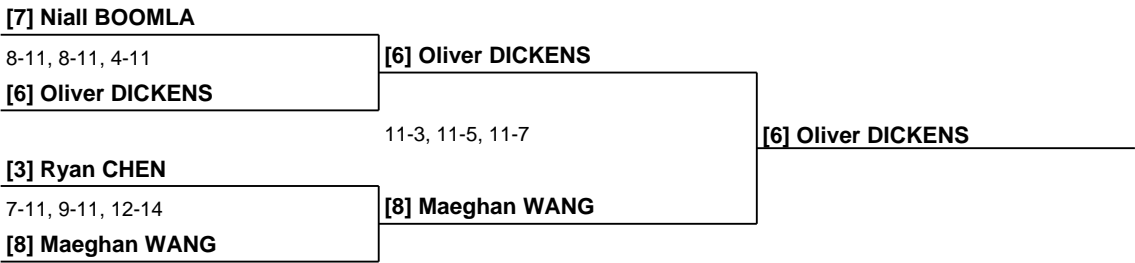 [7] Niall BOOMLA
8-11, 8-11, 4-11
[6] Oliver DICKENS
[6] Oliver DICKENS
11-3, 11-5, 11-7
[6] Oliver DICKENS
[3] Ryan CHEN
7-11, 9-11, 12-14
[8] Maeghan WANG
[8] Maeghan WANG